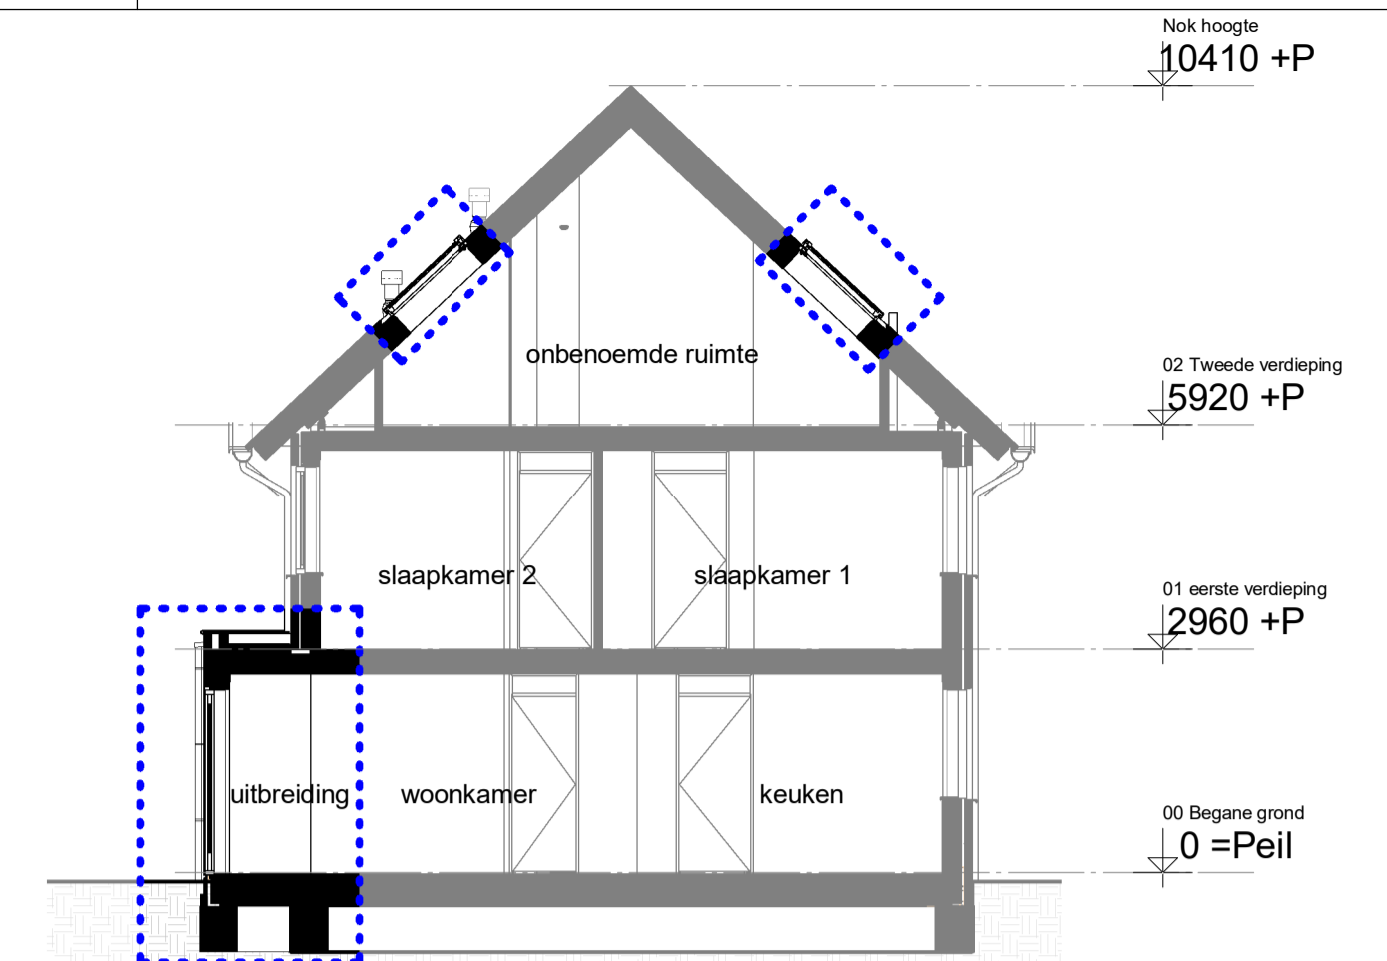 Nok hoogte
10410 +P
onbenoemde ruimte
02 Tweede verdieping
5920 +P
slaapkamer 2
slaapkamer 1
01 eerste verdieping
2960 +P
uitbreiding
woonkamer
keuken
00 Begane grond
0 =Peil